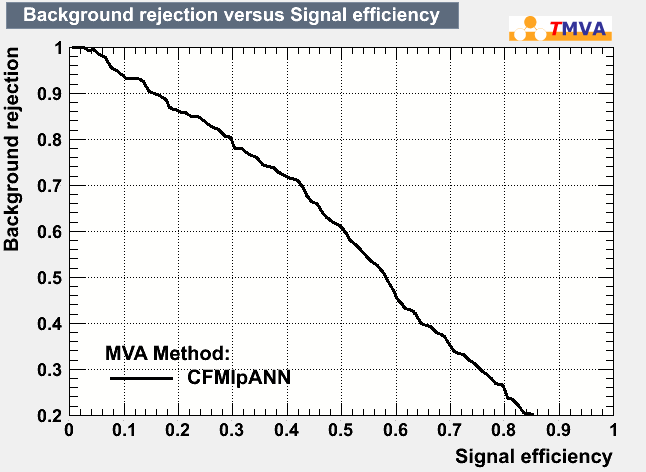 Background rejection versus Signal efficiency
TMVA
Background rejection
1
0.9
0.8
0.7
0.6
0.5
0.4
0.3
0.2
MVA Method:
CFMlpANN
0 0.1 0.2 0.3 0.4 0.5 0.6 0.7 0.8 0.9 1
Signal efficiency